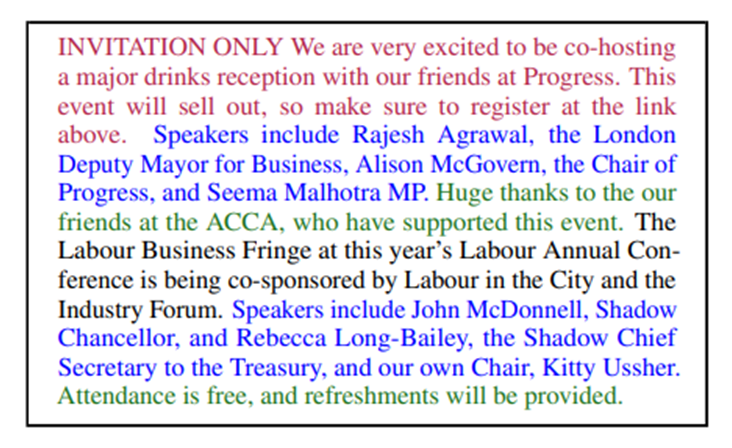 INVITATION ONLY We are very excited to be co-hosting
a major drinks reception with our friends at Progress. This
event will sell out, so make sure to register at the link
above. Speakers include Rajesh Agrawal, the London
Deputy Mayor for Business, Alison McGovern, the Chair of
Progress, and Seema Malhotra MP. Huge thanks to the our
friends at the ACCA, who have supported this event. The
Labour Business Fringe at this year's Labour Annual Con-
ference is being co-sponsored by Labour in the City and the
Industry Forum. Speakers include John McDonnell, Shadow
Chancellor, and Rebecca Long-Bailey, the Shadow Chief
Secretary to the Treasury, and our own Chair, Kitty Ussher.
Attendance is free, and refreshments will be provided.